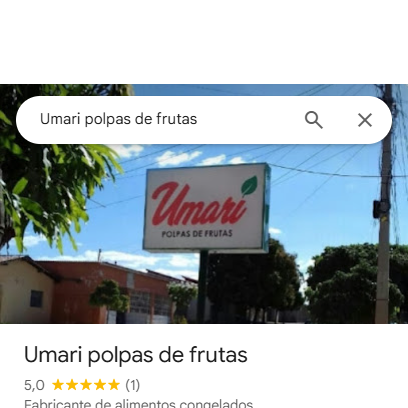 Umari polpas de frutas
Umari
POLPAS DE FRUTAS
Umari polpas de frutas
5,0 (1)
Fabricante de alimentos congelados